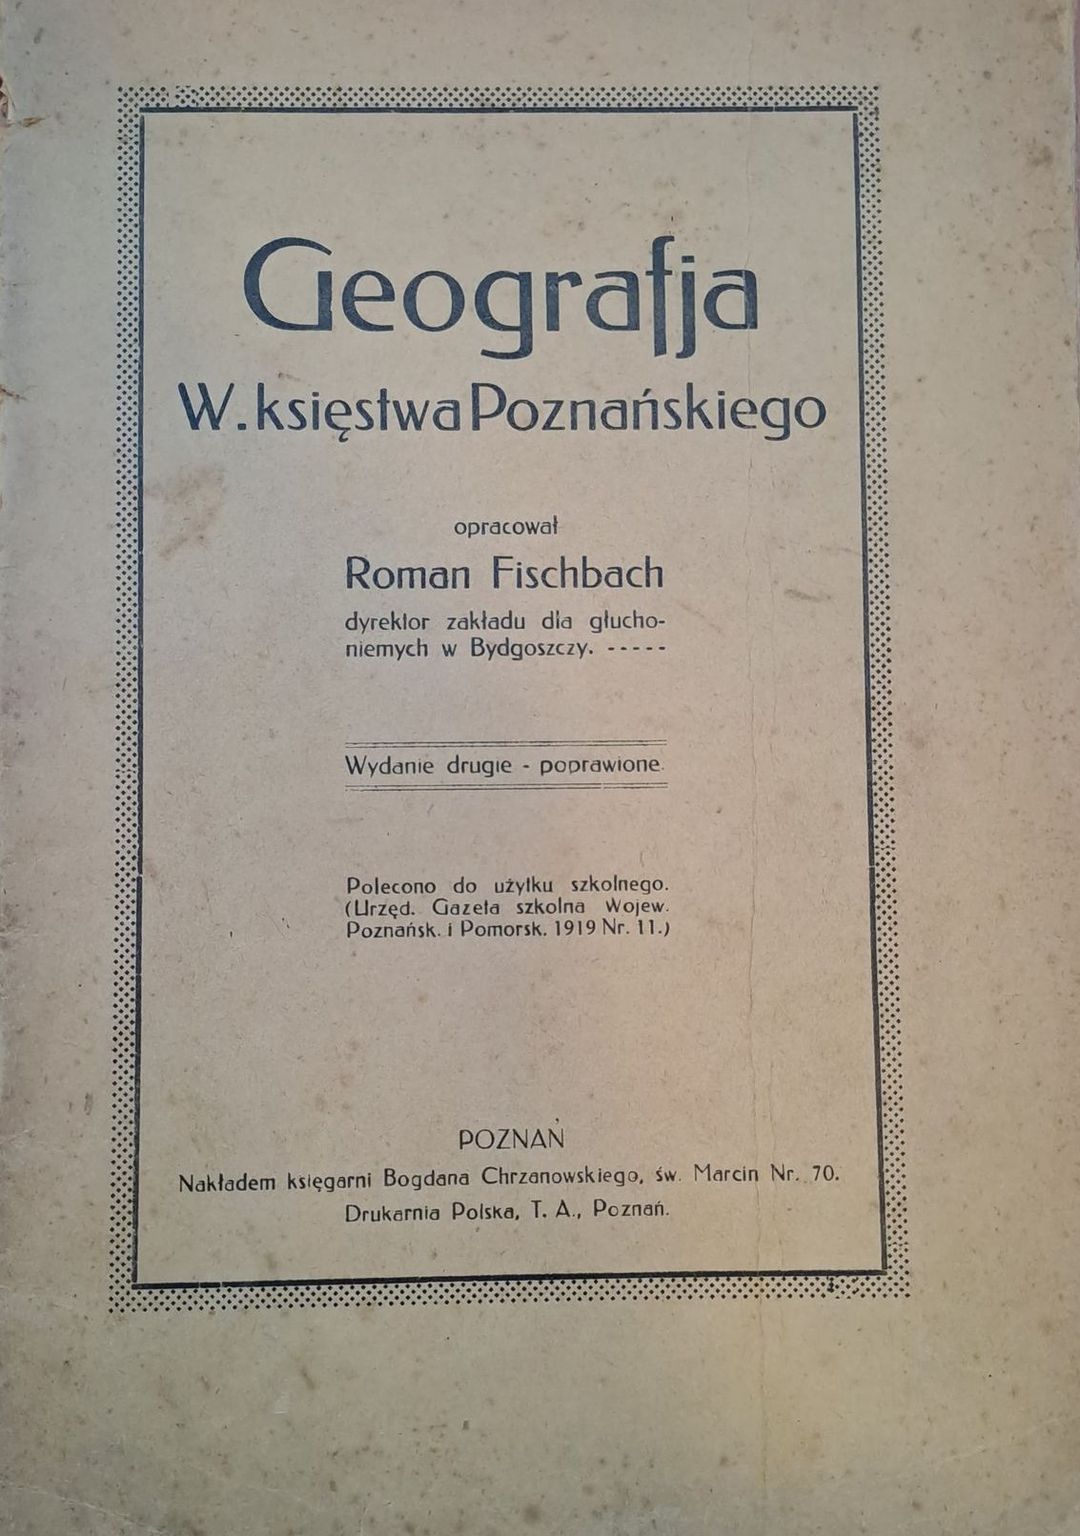 Geografja
W. księstwa Poznańskiego
opracował
Roman Fischbach
dyrektor zakładu dla głucho-
niemych w Bydgoszczy. -----
Wydanie drugie - poprawione.
Polecono do użytku szkolnego.
(Urzęd. Gazeta szkolna Wojew.
Poznańsk. i Pomorsk. 1919 Nr. 11.)
POZNAŃ
Nakładem księgarni Bogdana Chrzanowskiego, św. Marcin Nr. 70.
Drukarnia Polska, T. A., Poznań.